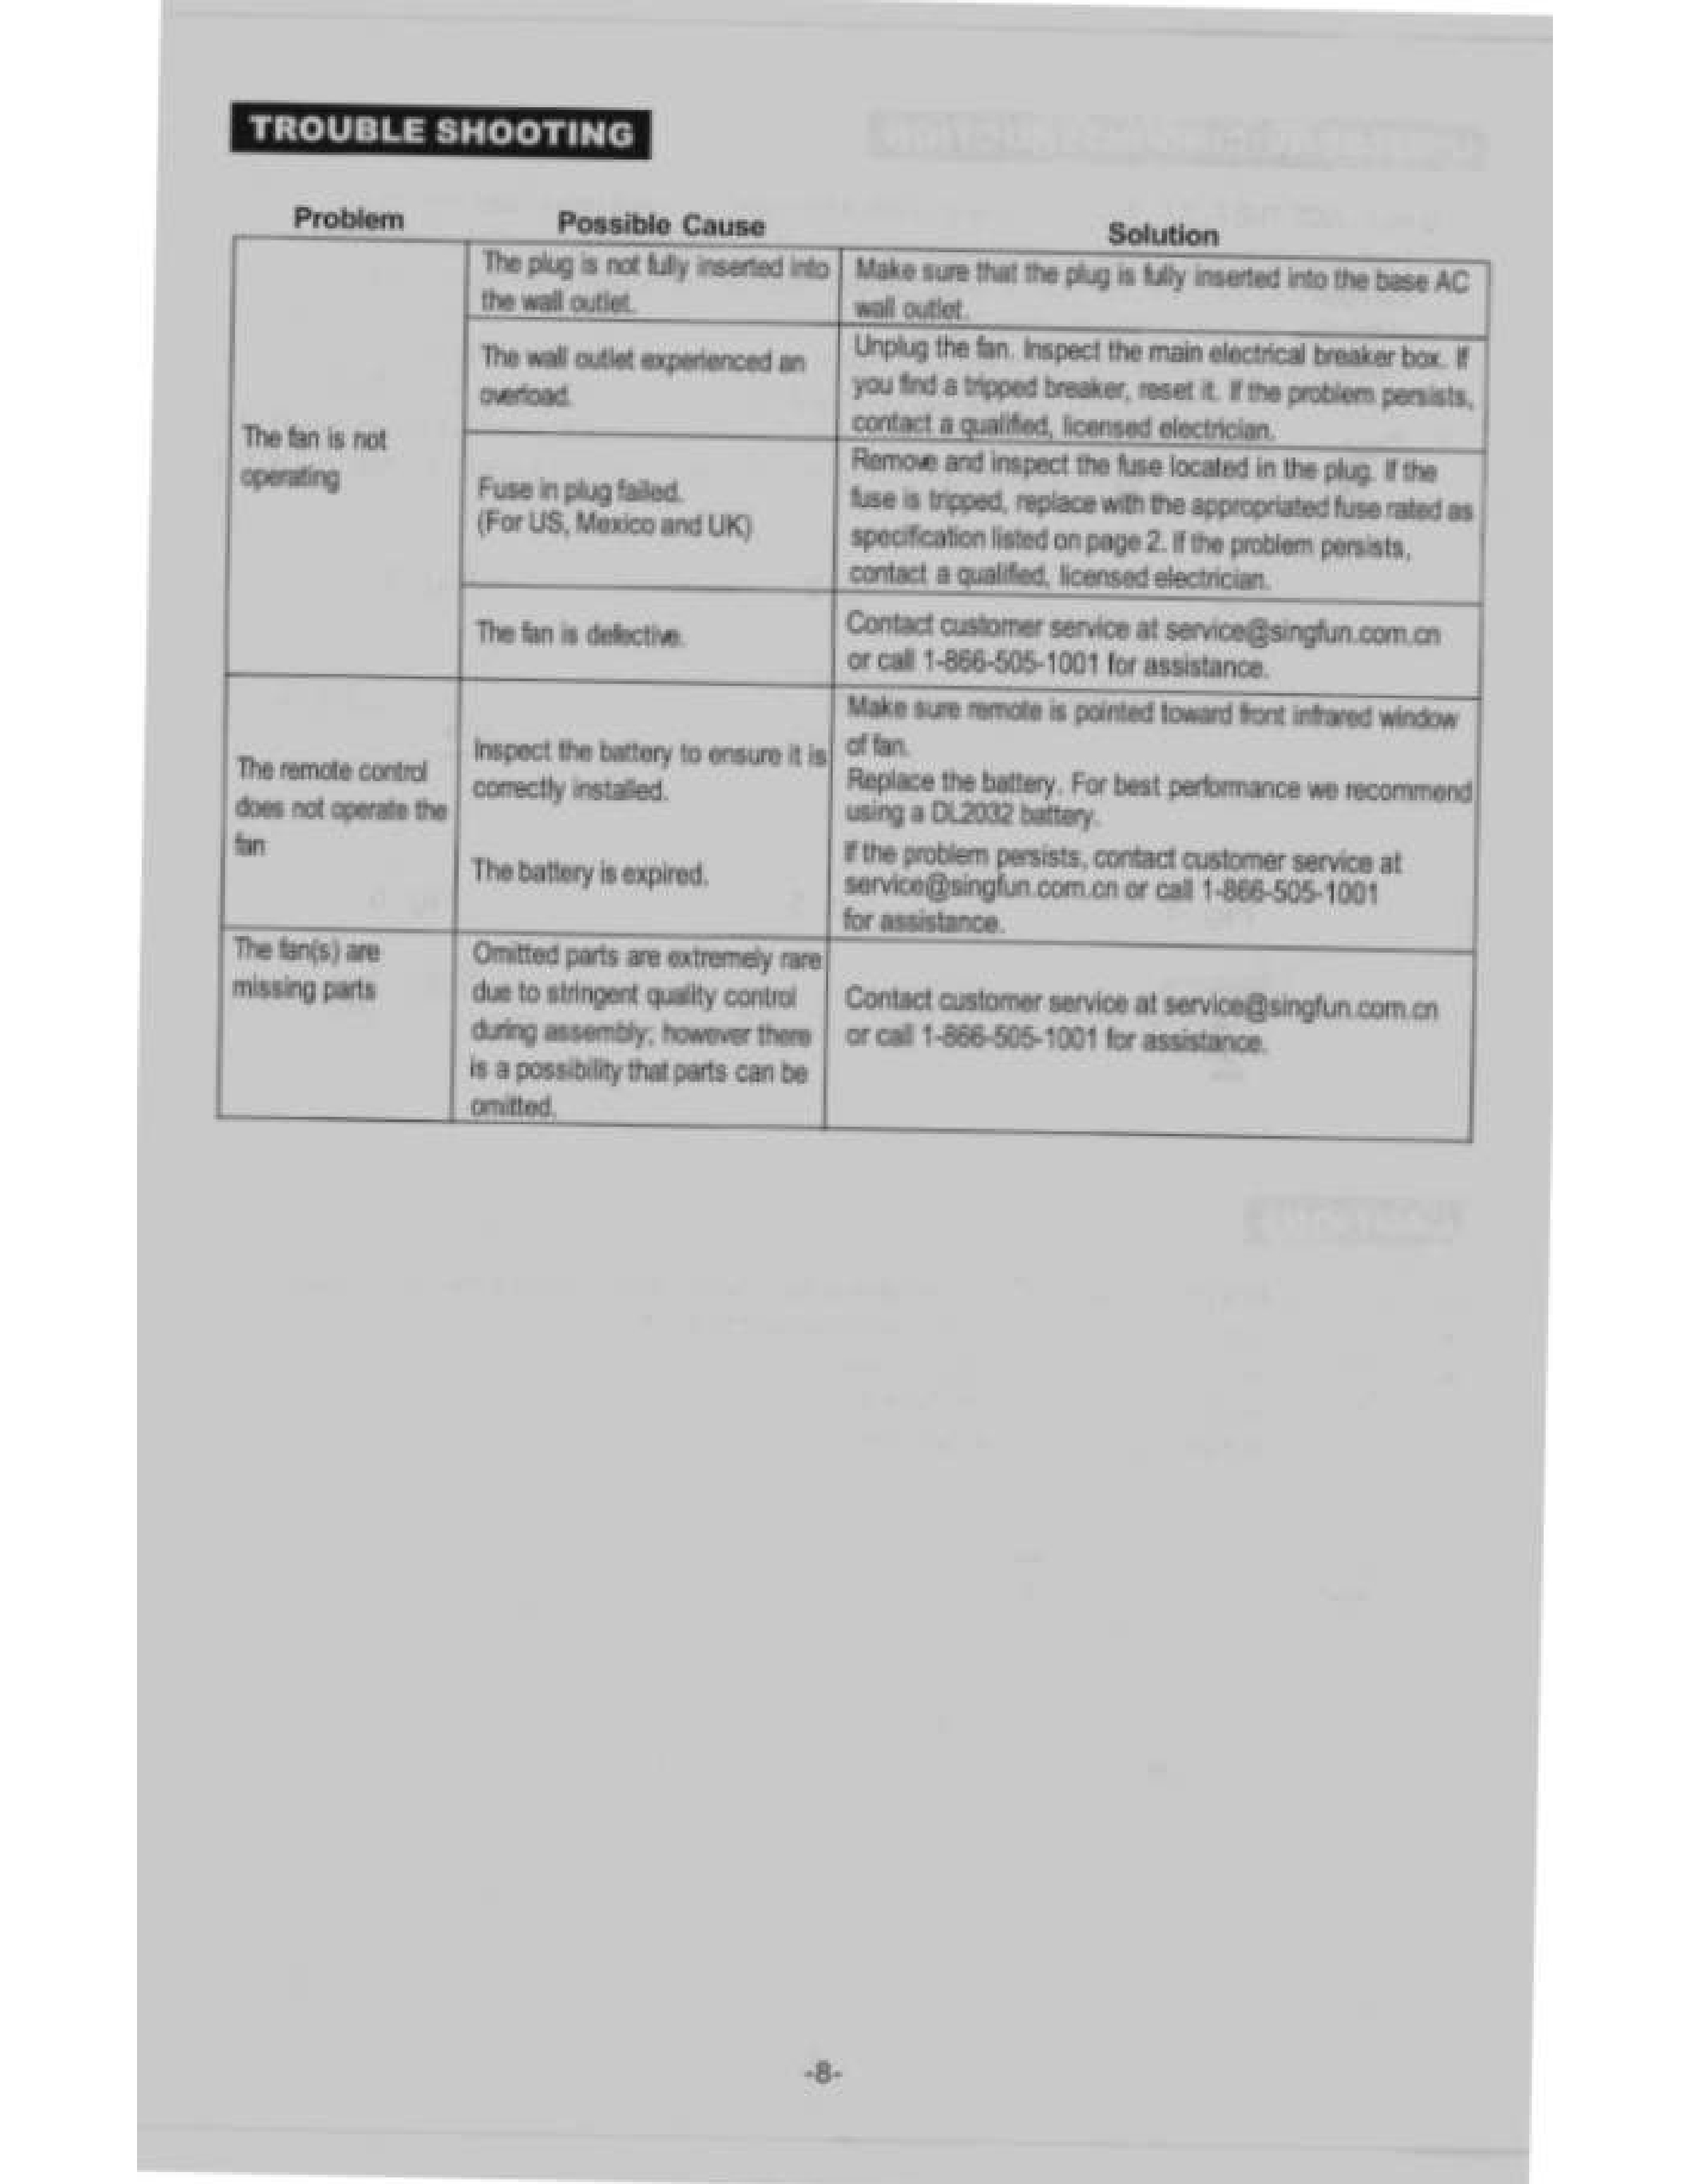 TROUBLE SHOOTING
Problem Possible Cause Solution
The fan is not
operating
The plug is not fully inserted into
the wall outlet.
Make sure that the plug is fully inserted into the base AC
wall outlet.
The wall outlet experienced an
overload.
Unplug the fan. Inspect the main electrical breaker box. If
you find a tripped breaker, reset it. If the problem persists,
contact a qualified, licensed electrician.
Fuse in plug failed.
(For US, Mexico and UK)
Remove and inspect the fuse located in the plug. If the
fuse is tripped, replace with the appropriated fuse rated as
specification listed on page 2. If the problem persists,
contact a qualified, licensed electrician.
The fan is defective.
Contact customer service at service@singfun.com.cn
or call 1-866-505-1001 for assistance.
The remote control
does not operate the
fan
Inspect the battery to ensure it is
correctly installed.
The battery is expired.
Make sure remote is pointed toward front infrared window
of fan.
Replace the battery. For best performance we recommend
using a DL2032 battery.
If the problem persists, contact customer service at
service@singfun.com.cn or call 1-866-505-1001
for assistance.
The fan(s) are
missing parts
Omitted parts are extremely rare
due to stringent quality control
during assembly; however there
is a possibility that parts can be
omitted.
Contact customer service at service@singfun.com.cn
or call 1-866-505-1001 for assistance.
-8-